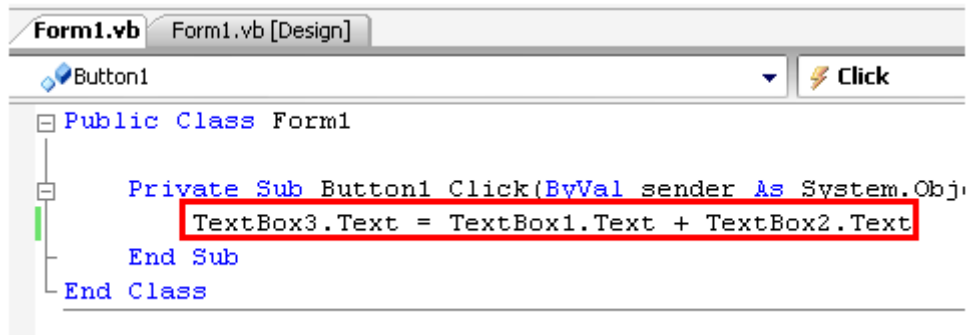 Form1.vb Form1.vb [Design]
Button1 Click
Public Class Form1
Private Sub Button1_Click(ByVal sender As System.Obj
TextBox3.Text = TextBox1.Text + TextBox2.Text
End Sub
End Class